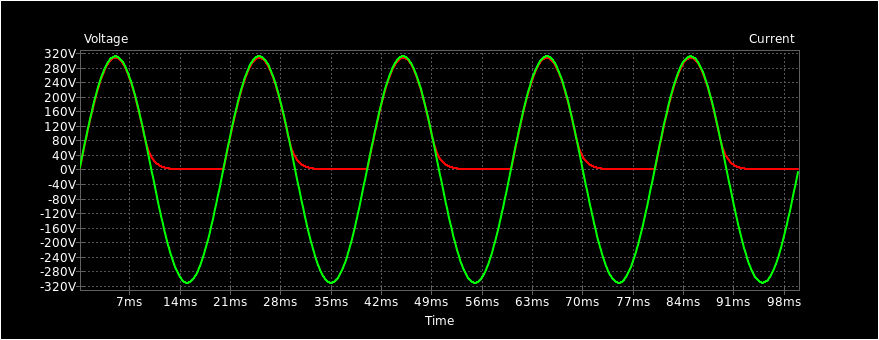 Voltage Current
320V
280V
240V
200V
160V
120V
80V
40V
0V
-40V
-80V
-120V
-160V
-200V
-240V
-280V
-320V
7ms 14ms 21ms 28ms 35ms 42ms 49ms 56ms 63ms 70ms 77ms 84ms 91ms 98ms
Time